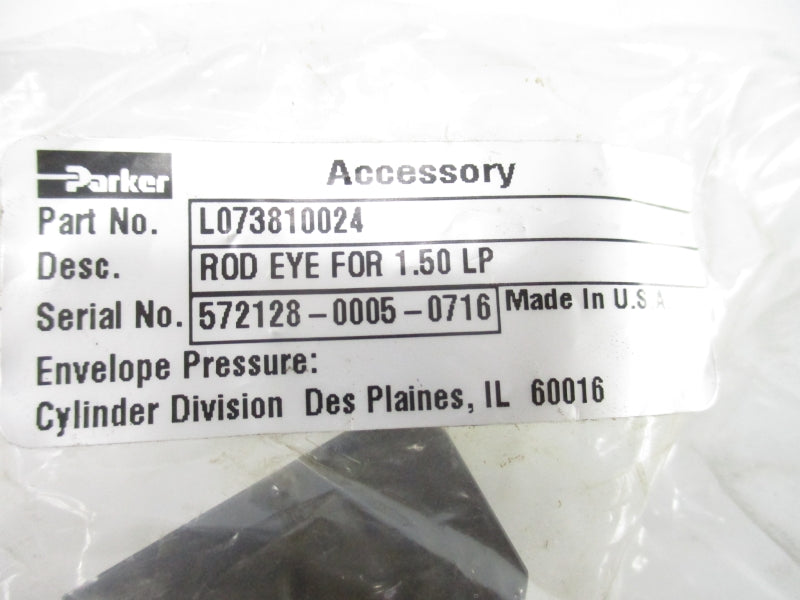 Parker Accessory
Part No. L073810024
Desc. ROD EYE FOR 1.50 LP
Serial No. 572128-0005-0716 Made In U.S.A
Envelope Pressure:
Cylinder Division Des Plaines, IL 60016